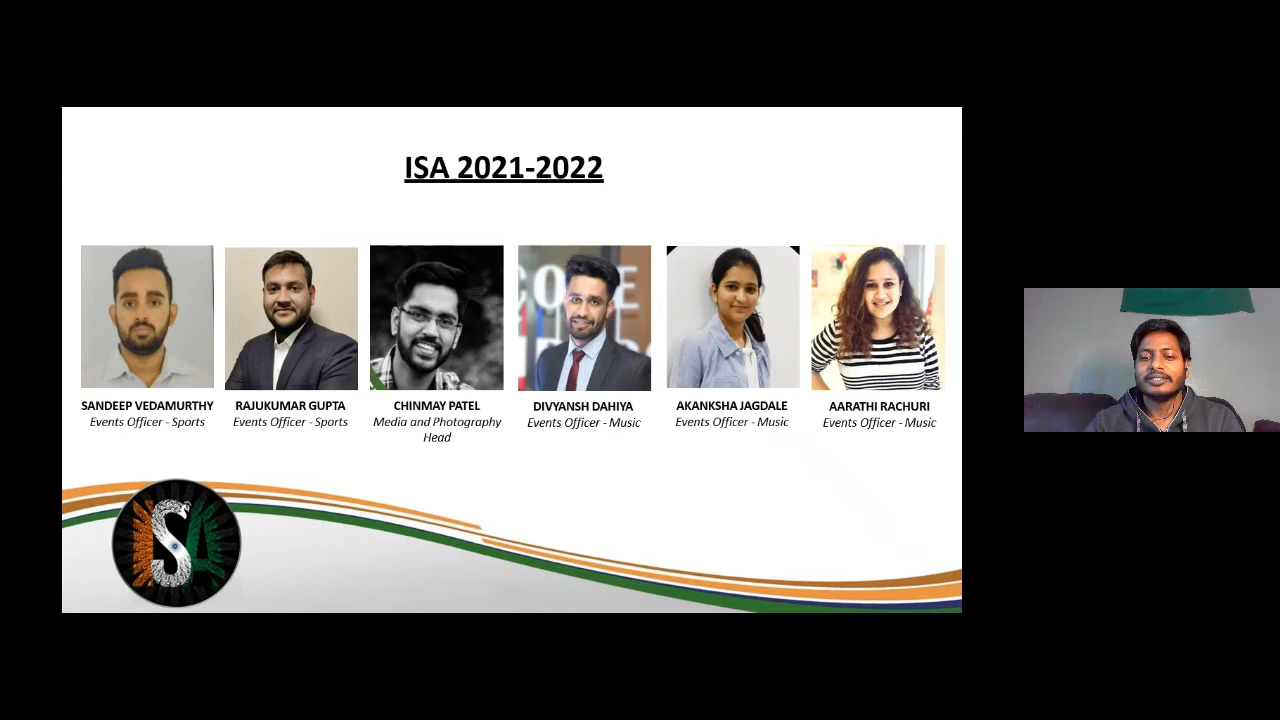 ISA 2021-2022
SANDEEP VEDAMURTHY
Events Officer - Sports
RAJUKUMAR GUPTA
Events Officer - Sports
CHINMAY PATEL
Media and Photography
Head
DIVYANSH DAHIYA
Events Officer - Music
AKANKSHA JAGDALE
Events Officer - Music
AARATHI RACHURI
Events Officer - Music
ISA